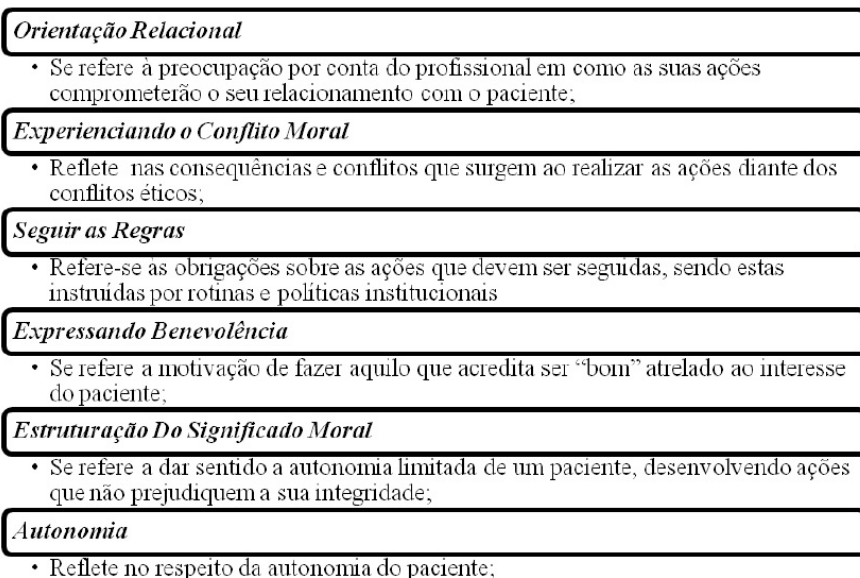 Orientação Relacional
• Se refere à preocupação por conta do profissional em como as suas ações
comprometerão o seu relacionamento com o paciente;
Experienciando o Conflito Moral
• Reflete nas consequências e conflitos que surgem ao realizar as ações diante dos
conflitos éticos;
Seguir as Regras
• Refere-se às obrigações sobre as ações que devem ser seguidas, sendo estas
instruídas por rotinas e políticas institucionais
Expressando Benevolência
• Se refere a motivação de fazer aquilo que acredita ser “bom” atrelado ao interesse
do paciente;
Estruturação Do Significado Moral
• Se refere a dar sentido a autonomia limitada de um paciente, desenvolvendo ações
que não prejudiquem a sua integridade;
Autonomia
• Reflete no respeito da autonomia do paciente;